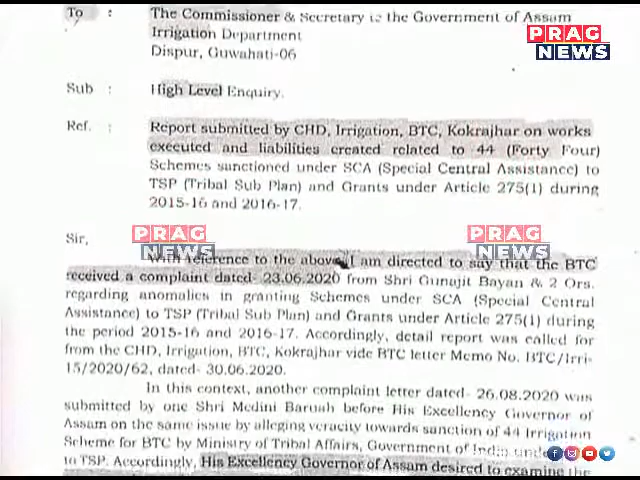 To : The Commissioner & Secretary to the Government of Assam
Irrigation Department
Dispur, Guwahati-06
PRAG
NEWS
Sub : High Level Enquiry.
Ref. : Report submitted by CHD, Irrigation, BTC, Kokrajhar on works
executed and liabilities created related to 44 (Forty Four)
Schemes sanctioned under SCA (Special Central Assistance) to
TSP (Tribal Sub Plan) and Grants under Article 275(1) during
2015-16 and 2016-17.
Sir,
PRAG
NEWS
PRAG
NEWS
With reference to the above, I am directed to say that the BTC
received a complaint dated- 23.06.2020 from Shri Gunajit Bayan & 2 Ors.
regarding anomalies in granting Schemes under SCA (Special Central
Assistance) to TSP (Tribal Sub Plan) and Grants under Article 275(1) during
the period 2015-16 and 2016-17. Accordingly, detail report was called for
from the CHD, Irrigation, BTC, Kokrajhar vide BTC letter Memo No. BTC/Irri-
15/2020/62, dated- 30.06.2020.
In this context, another complaint letter dated- 26.08.2020 was
submitted by one Shri Medini Baruah before His Excellency Governor of
Assam on the same issue by alleging veracity towards sanction of 44 Irrigation
Scheme for BTC by Ministry of Tribal Affairs, Government of India
to TSP. Accordingly, His Excellency Governor of Assam desired to examine the